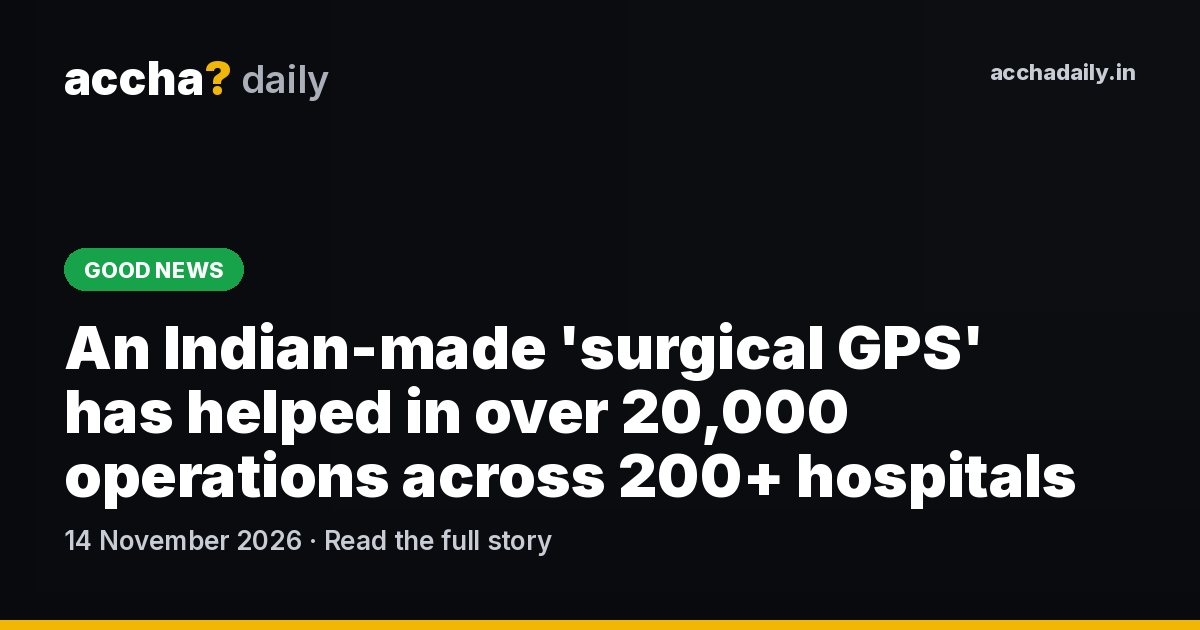 accha? daily
acchadaily.in
GOOD NEWS
An Indian-made 'surgical GPS'
has helped in over 20,000
operations across 200+ hospitals
14 November 2026 · Read the full story